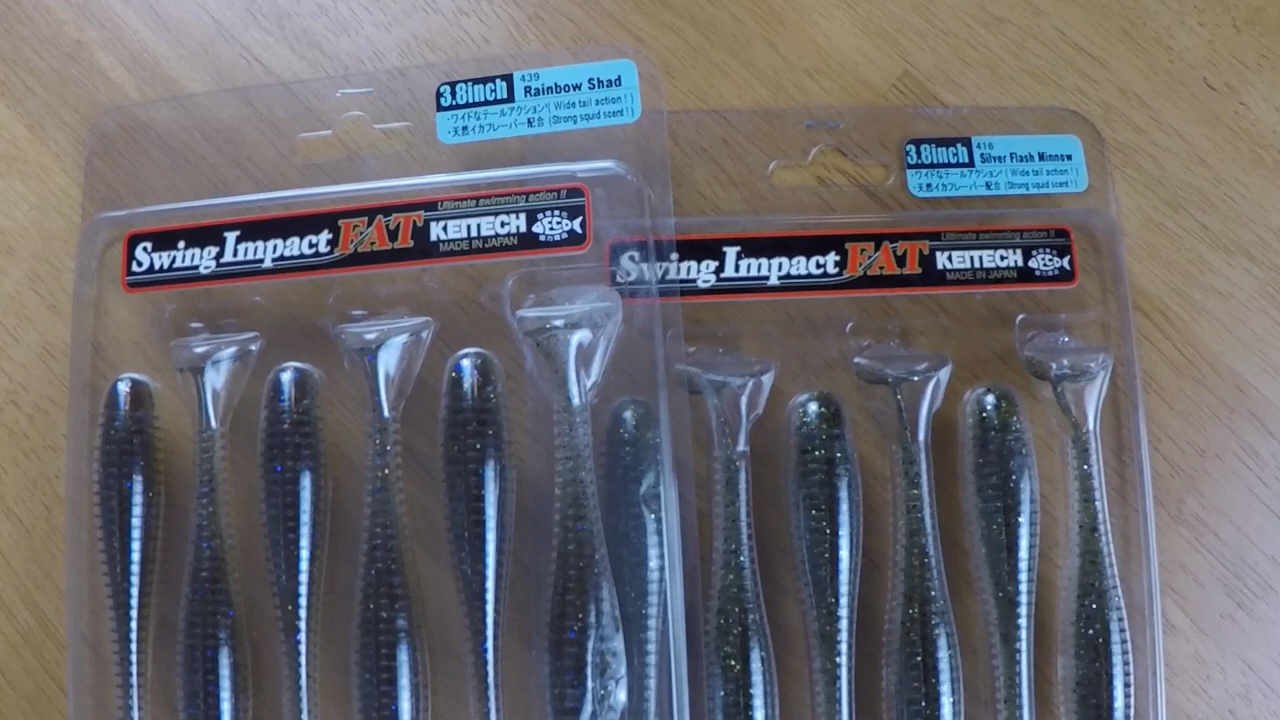 3.8inch
439
Rainbow Shad
・ワイドなテールアクション!( Wide tail action ! )
・天然イカフレーバー配合 (Strong squid scent ! )
Ultimate swimming action !!
Swing Impact FAT KEITECH
MADE IN JAPAN
ECO
3.8inch
416
Silver Flash Minnow
・ワイドなテールアクション! ( Wide tail action ! )
・天然イカフレーバー配合 (Strong squid scent ! )
Ultimate swimming action !!
Swing Impact FAT KEITECH
MADE IN JAPAN
ECO